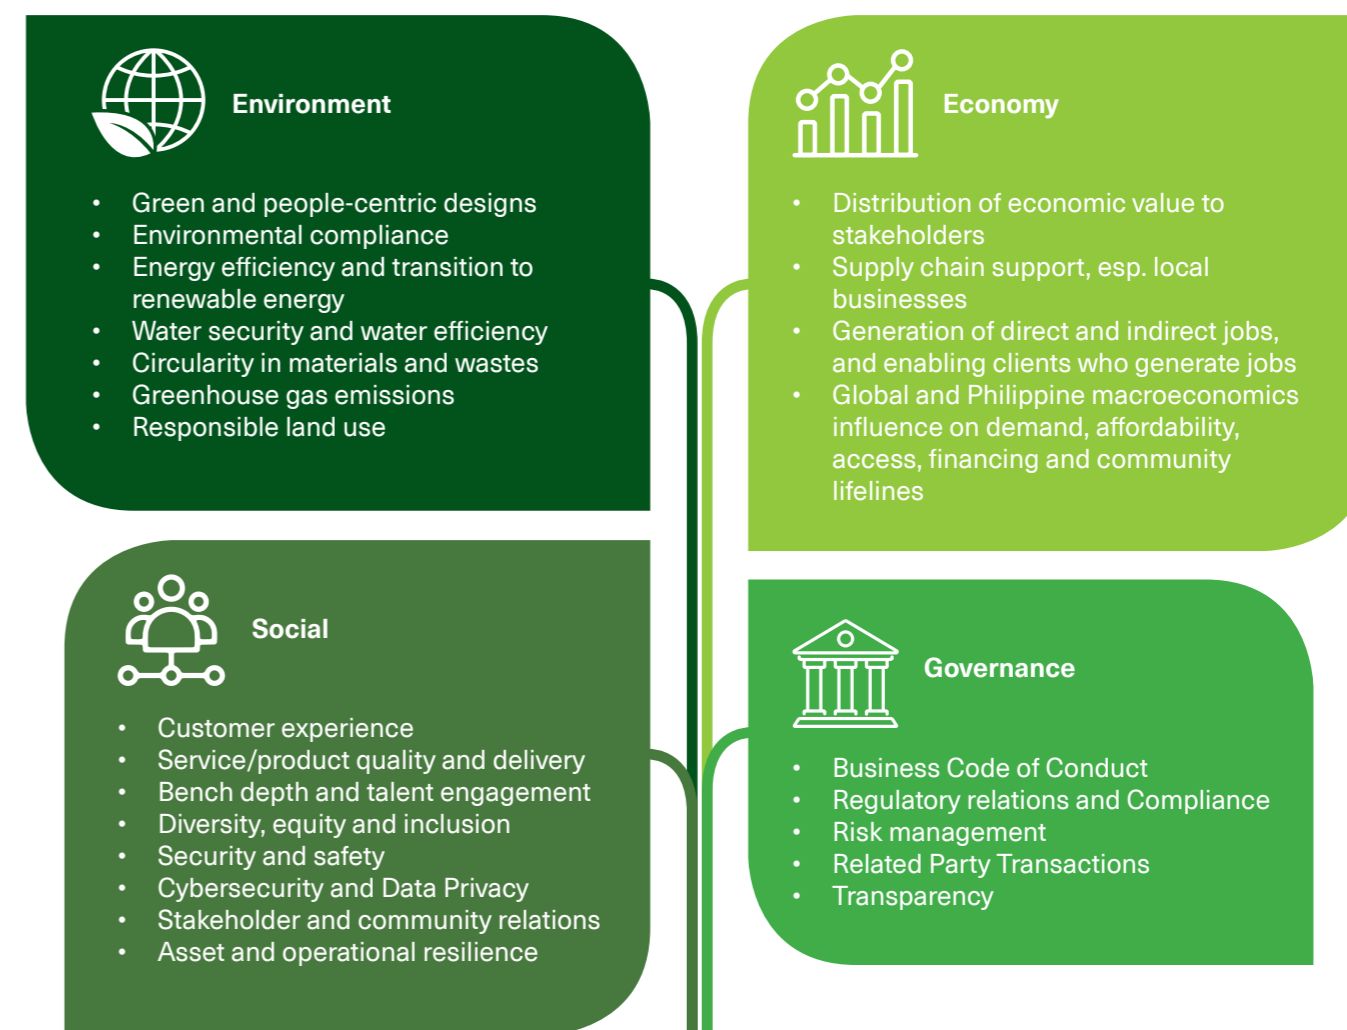 Environment
• Green and people-centric designs
• Environmental compliance
• Energy efficiency and transition to
renewable energy
• Water security and water efficiency
• Circularity in materials and wastes
• Greenhouse gas emissions
• Responsible land use
Economy
• Distribution of economic value to
stakeholders
• Supply chain support, esp. local
businesses
• Generation of direct and indirect jobs,
and enabling clients who generate jobs
• Global and Philippine macroeconomics
influence on demand, affordability,
access, financing and community
lifelines
Social
• Customer experience
• Service/product quality and delivery
• Bench depth and talent engagement
• Diversity, equity and inclusion
• Security and safety
• Cybersecurity and Data Privacy
• Stakeholder and community relations
• Asset and operational resilience
Governance
• Business Code of Conduct
• Regulatory relations and Compliance
• Risk management
• Related Party Transactions
• Transparency